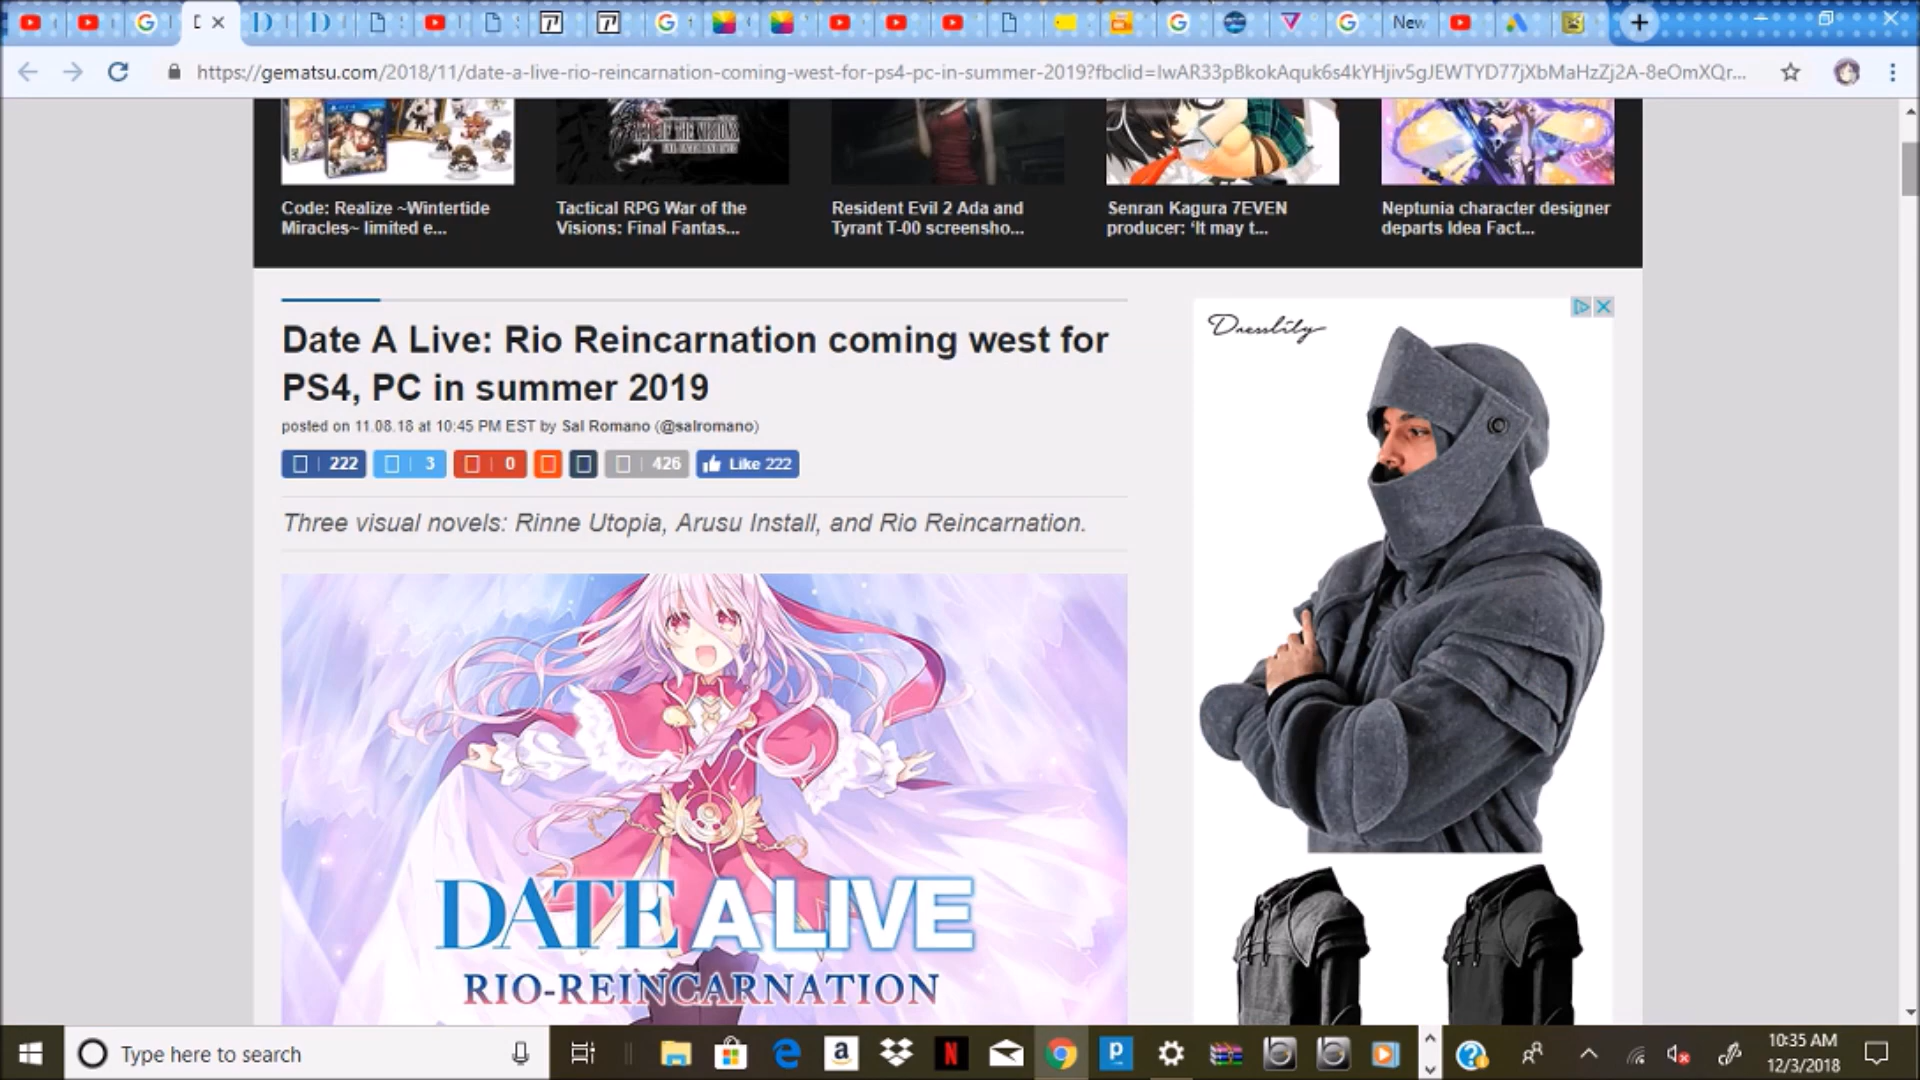 New
https://gematsu.com/2018/11/date-a-live-rio-reincarnation-coming-west-for-ps4-pc-in-summer-2019?fbclid=IwAR33pBkokAquk6s4kYHjiv5gJEWTYD77jXbMaHzZj2A-8eOmXQr...
Code: Realize ~Wintertide
Miracles~ limited e...
Tactical RPG War of the
Visions: Final Fantas...
Resident Evil 2 Ada and
Tyrant T-00 screensho...
Senran Kagura 7EVEN
producer: ‘It may t...
Neptunia character designer
departs Idea Fact...
Date A Live: Rio Reincarnation coming west for
PS4, PC in summer 2019
posted on 11.08.18 at 10:45 PM EST by Sal Romano (@salromano)
222
3
0
426
Like 222
Three visual novels: Rinne Utopia, Arusu Install, and Rio Reincarnation.
DATE A LIVE
RIO-REINCARNATION
Dresslily
Type here to search
10:35 AM
12/3/2018